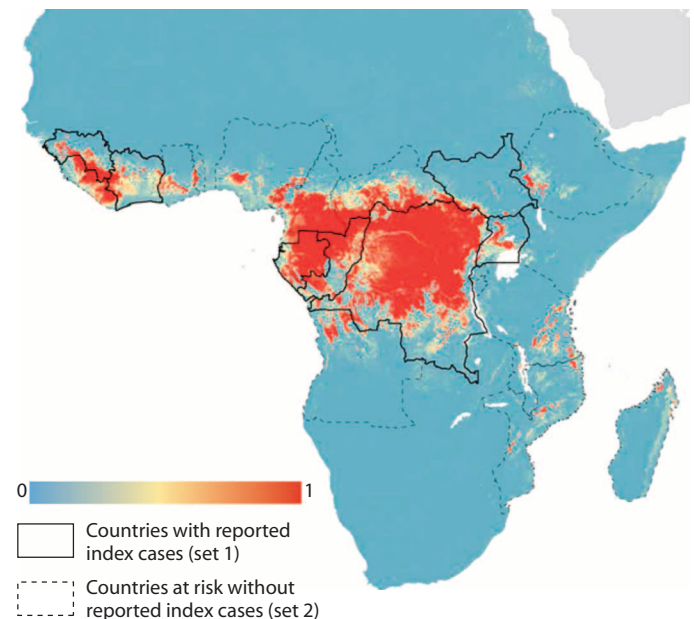 0 1
Countries with reported
index cases (set 1)
Countries at risk without
reported index cases (set 2)